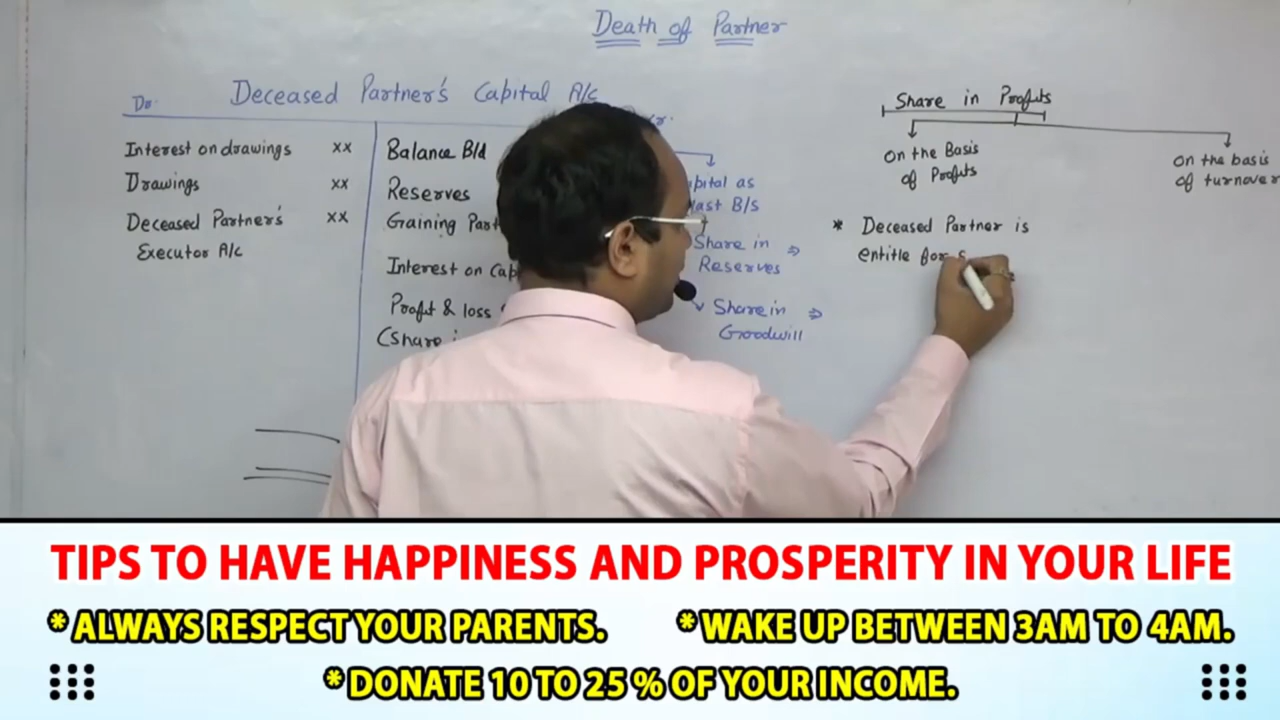 Death of Partner
Dr.
Deceased Partner's Capital A/c
Cr.
Interest on drawings xx
Drawings xx
Deceased Partner's xx
Executor A/c
Balance B/d
Reserves
Gaining
Interest on
Profit & loss
(Share
as
last B/S
Share in ⇒
Reserves
Share in ⇒
Goodwill
Share in Profits
On the Basis
of Profits
On the basis
of turnover
* Deceased Partner is
entitle for
TIPS TO HAVE HAPPINESS AND PROSPERITY IN YOUR LIFE
* ALWAYS RESPECT YOUR PARENTS.
* WAKE UP BETWEEN 3AM TO 4AM.
* DONATE 10 TO 25 % OF YOUR INCOME.